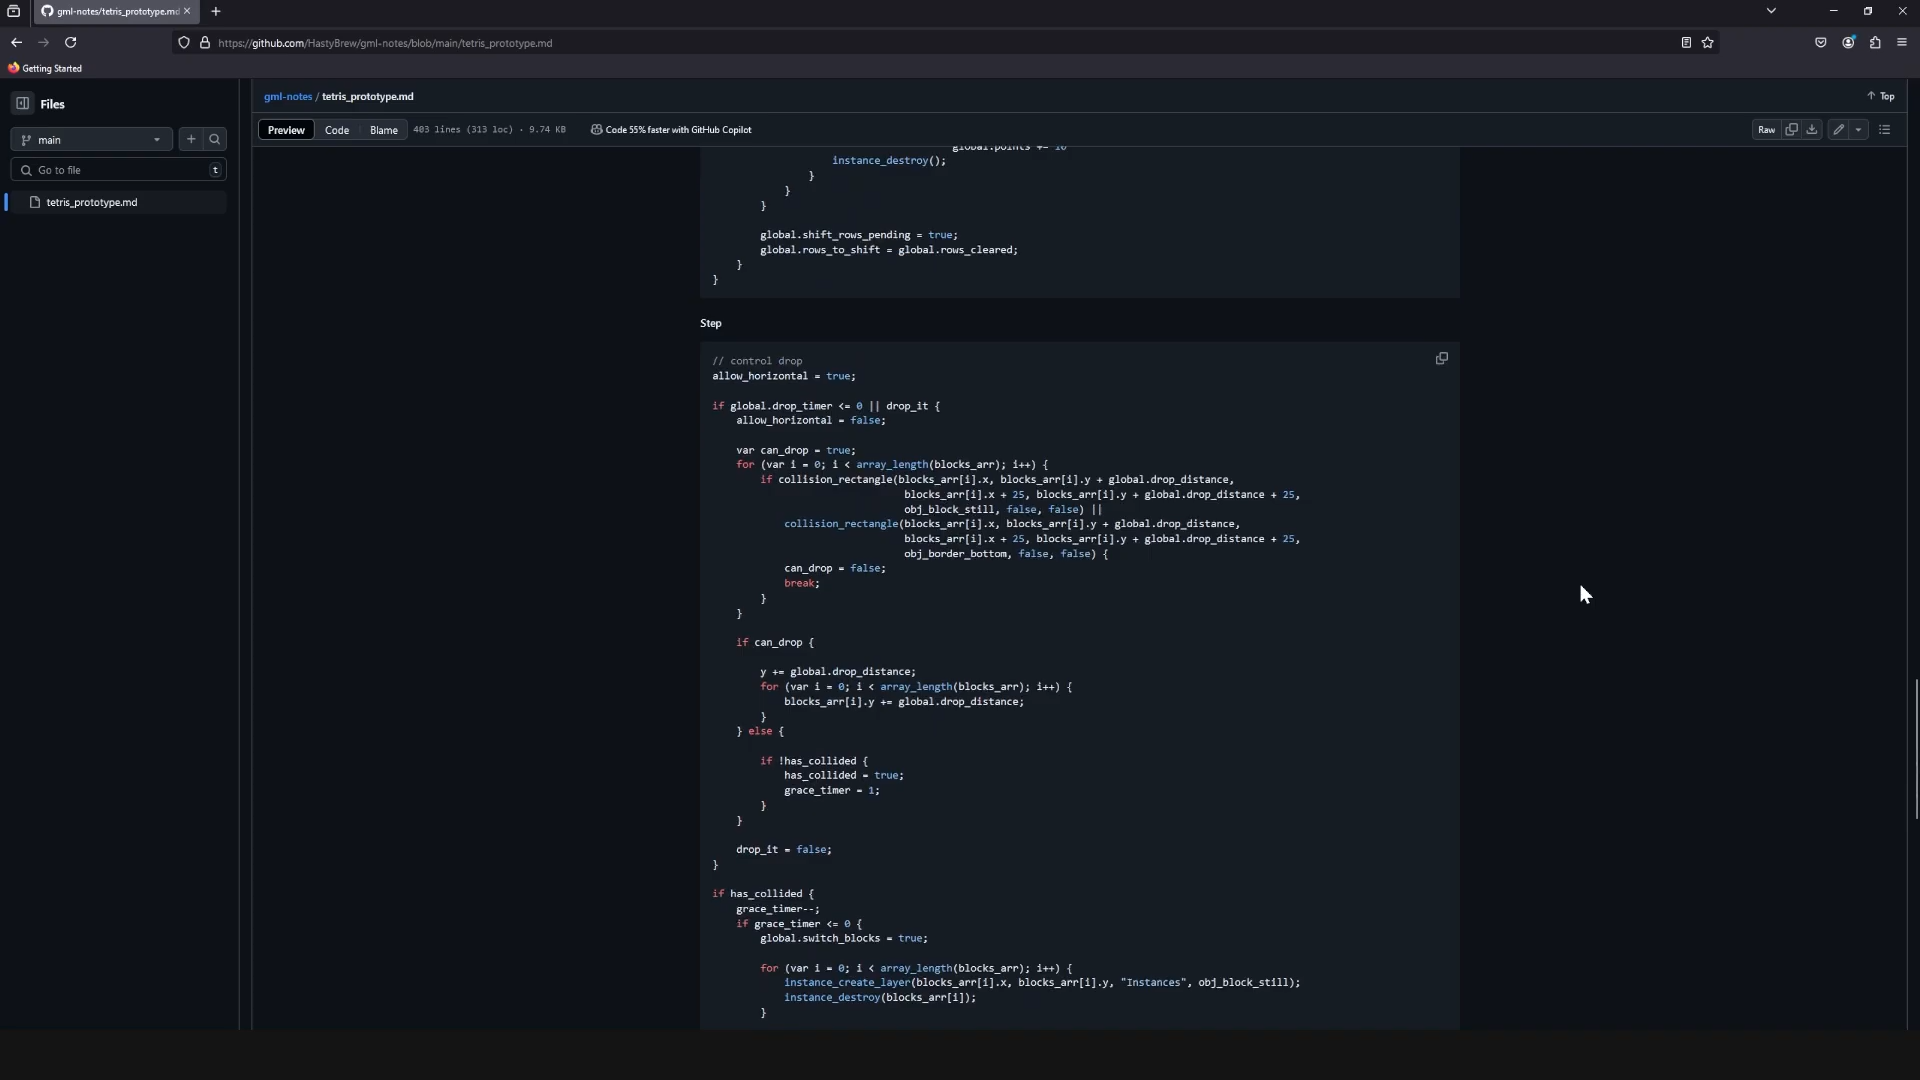 gml-notes/tetris_prototype.md
https://github.com/HastyBrew/gml-notes/blob/main/tetris_prototype.md
Getting Started
Files
main
Go to file
t
tetris_prototype.md
gml-notes / tetris_prototype.md
Top
Preview
Code
Blame
403 lines (313 loc) · 9.74 KB
Code 55% faster with GitHub Copilot
Raw
global.points += 10
instance_destroy();
}
}
}
global.shift_rows_pending = true;
global.rows_to_shift = global.rows_cleared;
}
}
Step
// control drop
allow_horizontal = true;
if global.drop_timer <= 0 || drop_it {
allow_horizontal = false;
var can_drop = true;
for (var i = 0; i < array_length(blocks_arr); i++) {
if collision_rectangle(blocks_arr[i].x, blocks_arr[i].y + global.drop_distance,
blocks_arr[i].x + 25, blocks_arr[i].y + global.drop_distance + 25,
obj_block_still, false, false) ||
collision_rectangle(blocks_arr[i].x, blocks_arr[i].y + global.drop_distance,
blocks_arr[i].x + 25, blocks_arr[i].y + global.drop_distance + 25,
obj_border_bottom, false, false) {
can_drop = false;
break;
}
}
if can_drop {
y += global.drop_distance;
for (var i = 0; i < array_length(blocks_arr); i++) {
blocks_arr[i].y += global.drop_distance;
}
} else {
if !has_collided {
has_collided = true;
grace_timer = 1;
}
}
drop_it = false;
}
if has_collided {
grace_timer--;
if grace_timer <= 0 {
global.switch_blocks = true;
for (var i = 0; i < array_length(blocks_arr); i++) {
instance_create_layer(blocks_arr[i].x, blocks_arr[i].y, "Instances", obj_block_still);
instance_destroy(blocks_arr[i]);
}